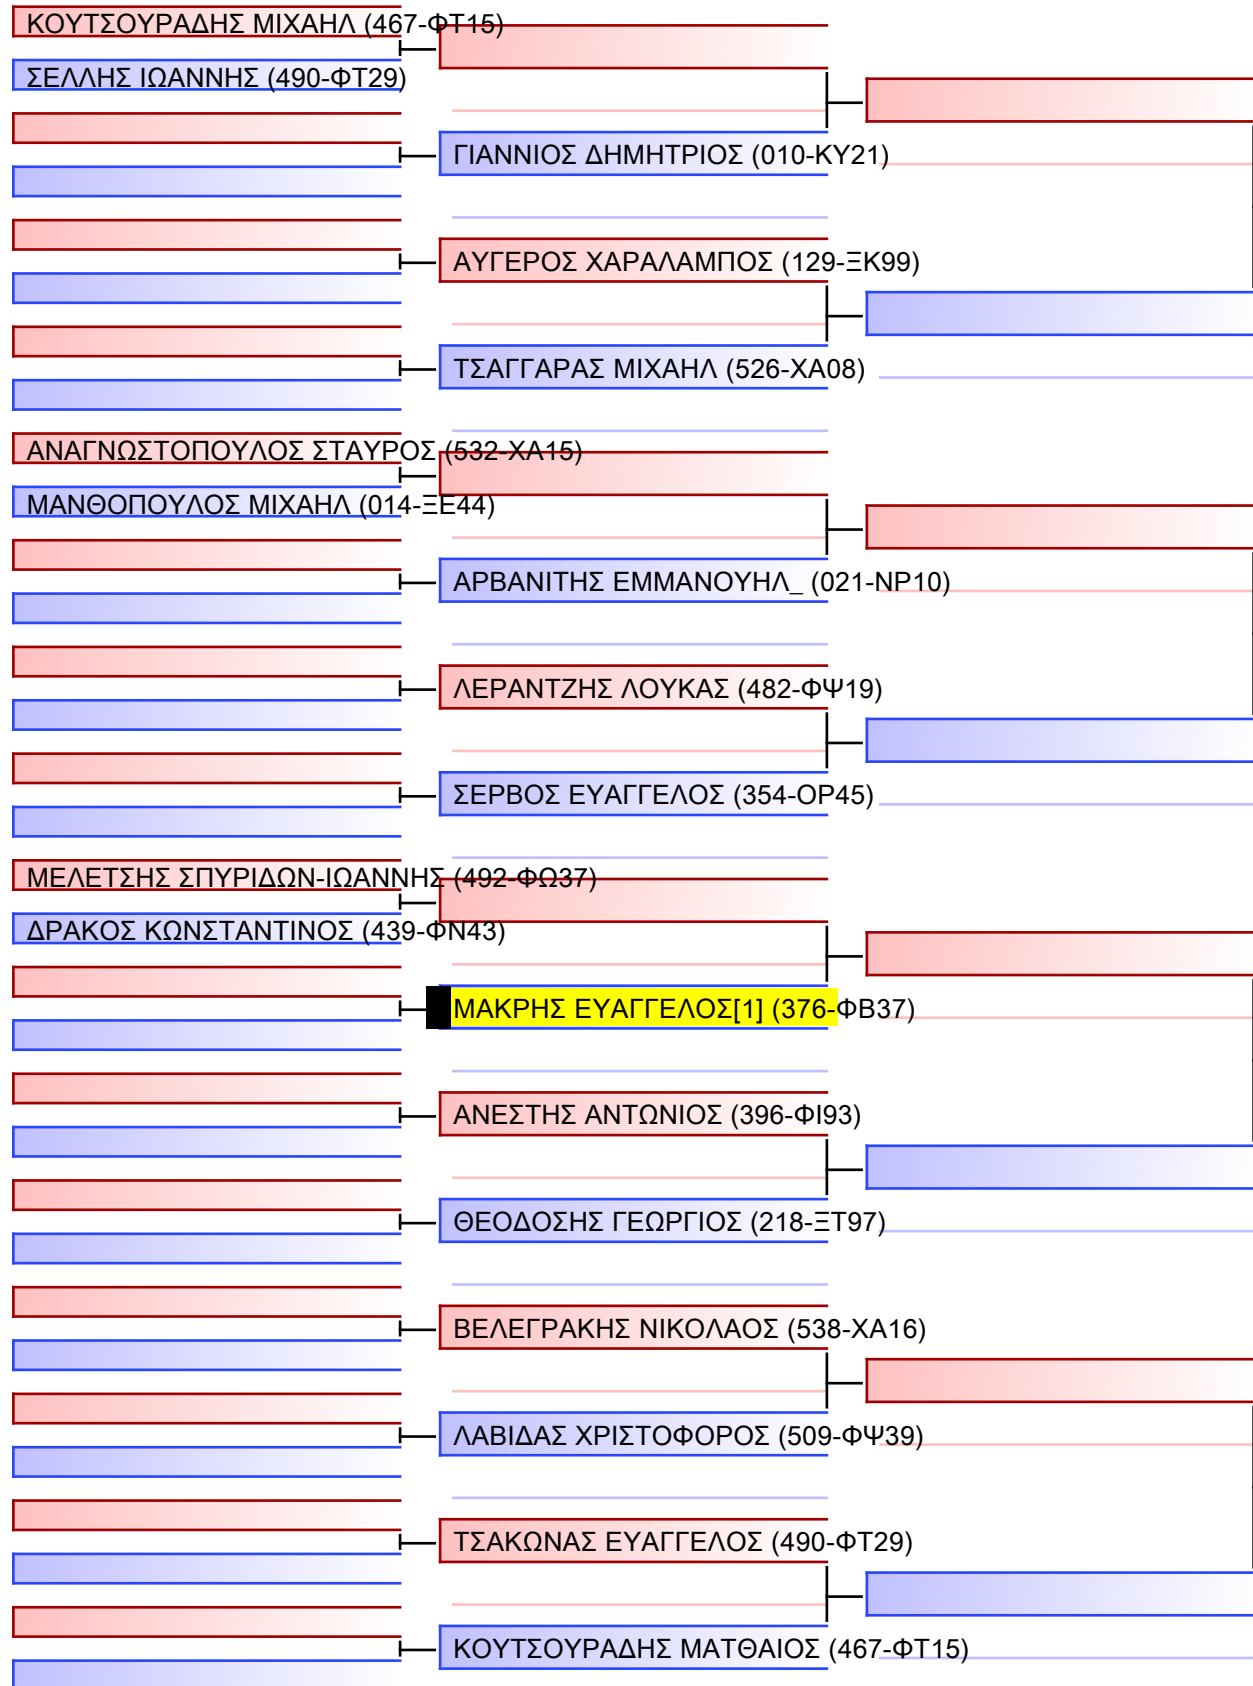 ΚΟΥΤΣΟΥΡΑΔΗΣ ΜΙΧΑΗΛ (467-ΦΤ15)
ΣΕΛΛΗΣ ΙΩΑΝΝΗΣ (490-ΦΤ29)
ΓΙΑΝΝΙΟΣ ΔΗΜΗΤΡΙΟΣ (010-ΚΥ21)
ΑΥΓΕΡΟΣ ΧΑΡΑΛΑΜΠΟΣ (129-ΞΚ99)
ΤΣΑΓΓΑΡΑΣ ΜΙΧΑΗΛ (526-ΧΑ08)
ΑΝΑΓΝΩΣΤΟΠΟΥΛΟΣ ΣΤΑΥΡΟΣ (532-ΧΑ15)
ΜΑΝΘΟΠΟΥΛΟΣ ΜΙΧΑΗΛ (014-ΞΕ44)
ΑΡΒΑΝΙΤΗΣ ΕΜΜΑΝΟΥΗΛ_ (021-ΝΡ10)
ΛΕΡΑΝΤΖΗΣ ΛΟΥΚΑΣ (482-ΦΨ19)
ΣΕΡΒΟΣ ΕΥΑΓΓΕΛΟΣ (354-ΟΡ45)
ΜΕΛΕΤΣΗΣ ΣΠΥΡΙΔΩΝ-ΙΩΑΝΝΗΣ (492-ΦΩ37)
ΔΡΑΚΟΣ ΚΩΝΣΤΑΝΤΙΝΟΣ (439-ΦΝ43)
ΜΑΚΡΗΣ ΕΥΑΓΓΕΛΟΣ[1] (376-ΦΒ37)
ΑΝΕΣΤΗΣ ΑΝΤΩΝΙΟΣ (396-ΦΙ93)
ΘΕΟΔΟΣΗΣ ΓΕΩΡΓΙΟΣ (218-ΞΤ97)
ΒΕΛΕΓΡΑΚΗΣ ΝΙΚΟΛΑΟΣ (538-ΧΑ16)
ΛΑΒΙΔΑΣ ΧΡΙΣΤΟΦΟΡΟΣ (509-ΦΨ39)
ΤΣΑΚΩΝΑΣ ΕΥΑΓΓΕΛΟΣ (490-ΦΤ29)
ΚΟΥΤΣΟΥΡΑΔΗΣ ΜΑΤΘΑΙΟΣ (467-ΦΤ15)